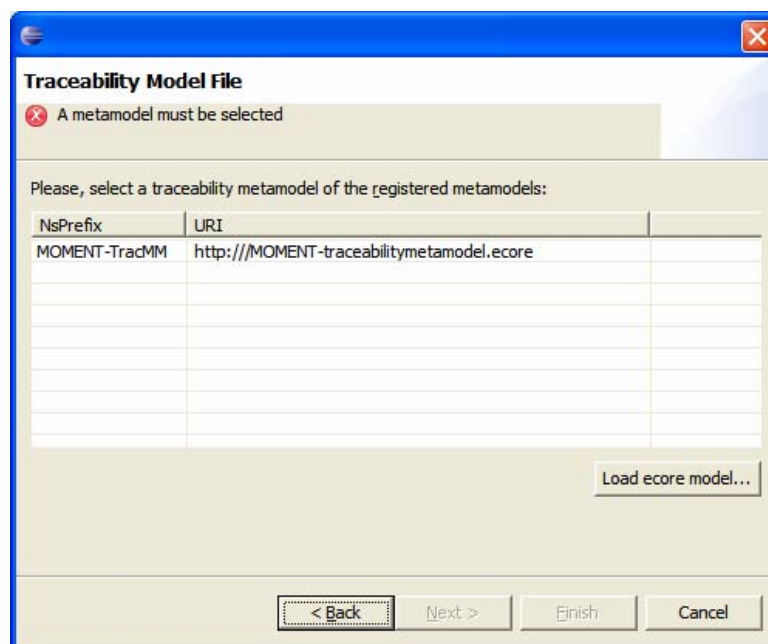 Traceability Model File
A metamodel must be selected
Please, select a traceability metamodel of the registered metamodels:
NsPrefix URI
MOMENT-TracMM http:///MOMENT-traceabilitymetamodel.ecore
Load ecore model...
< Back Next > Finish Cancel